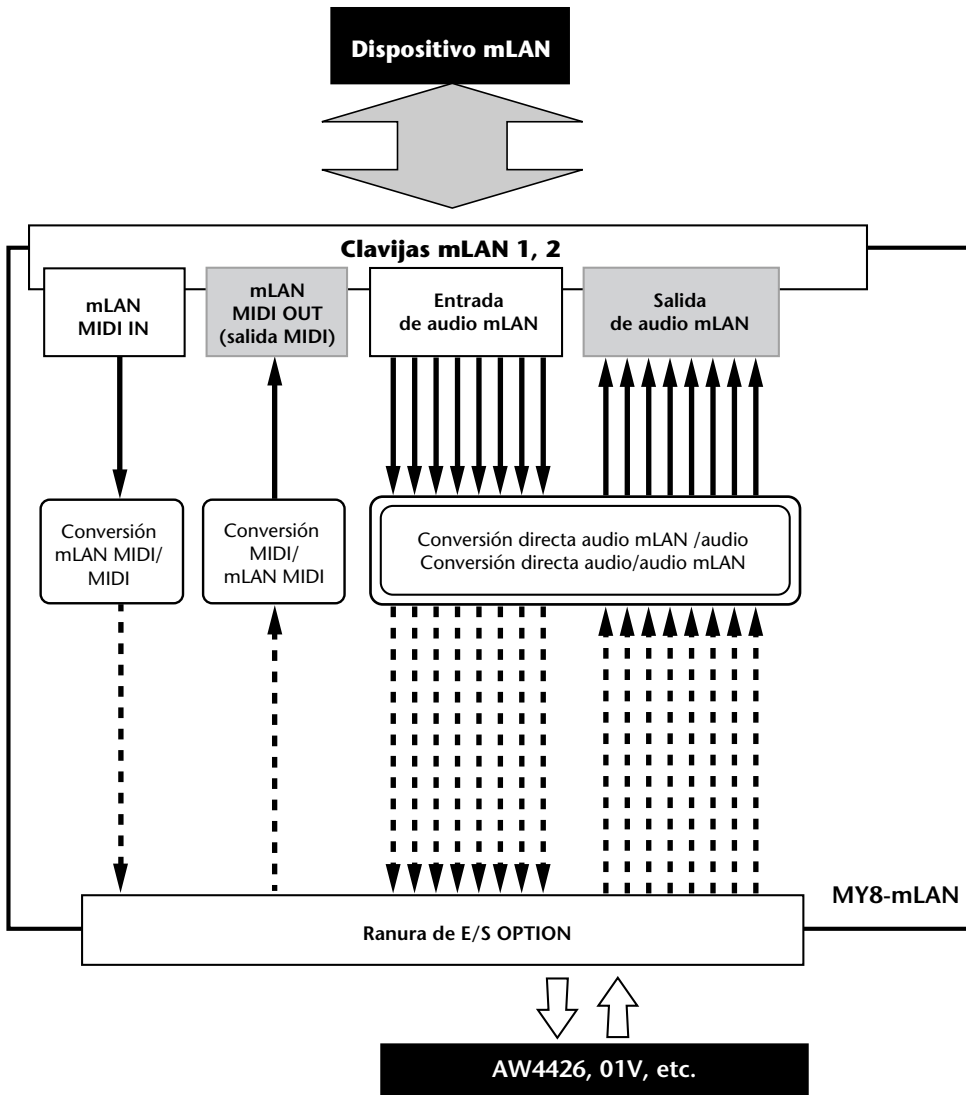 Dispositivo mLAN
Clavijas mLAN 1, 2
mLAN
MIDI IN
mLAN
MIDI OUT
(salida MIDI)
Entrada
de audio mLAN
Salida
de audio mLAN
Conversión
mLAN MIDI/
MIDI
Conversión
MIDI/
mLAN MIDI
Conversión directa audio mLAN /audio
Conversión directa audio/audio mLAN
MY8-mLAN
Ranura de E/S OPTION
AW4426, 01V, etc.